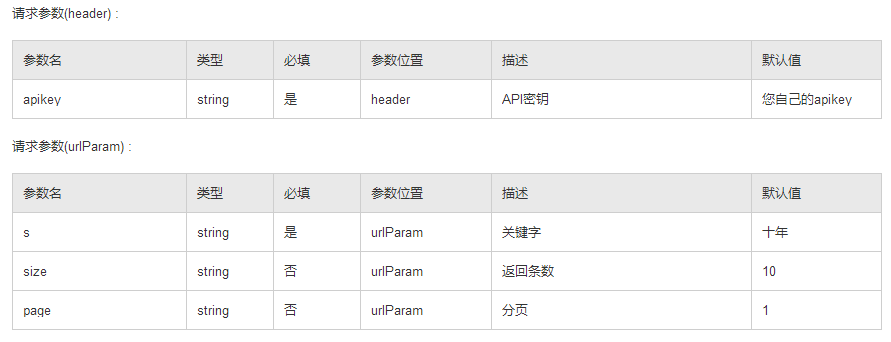 请求参数(header) :
参数名 类型 必填 参数位置 描述 默认值
apikey string 是 header API密钥 您自己的apikey
请求参数(urlParam) :
参数名 类型 必填 参数位置 描述 默认值
s string 是 urlParam 关键字 十年
size string 否 urlParam 返回条数 10
page string 否 urlParam 分页 1